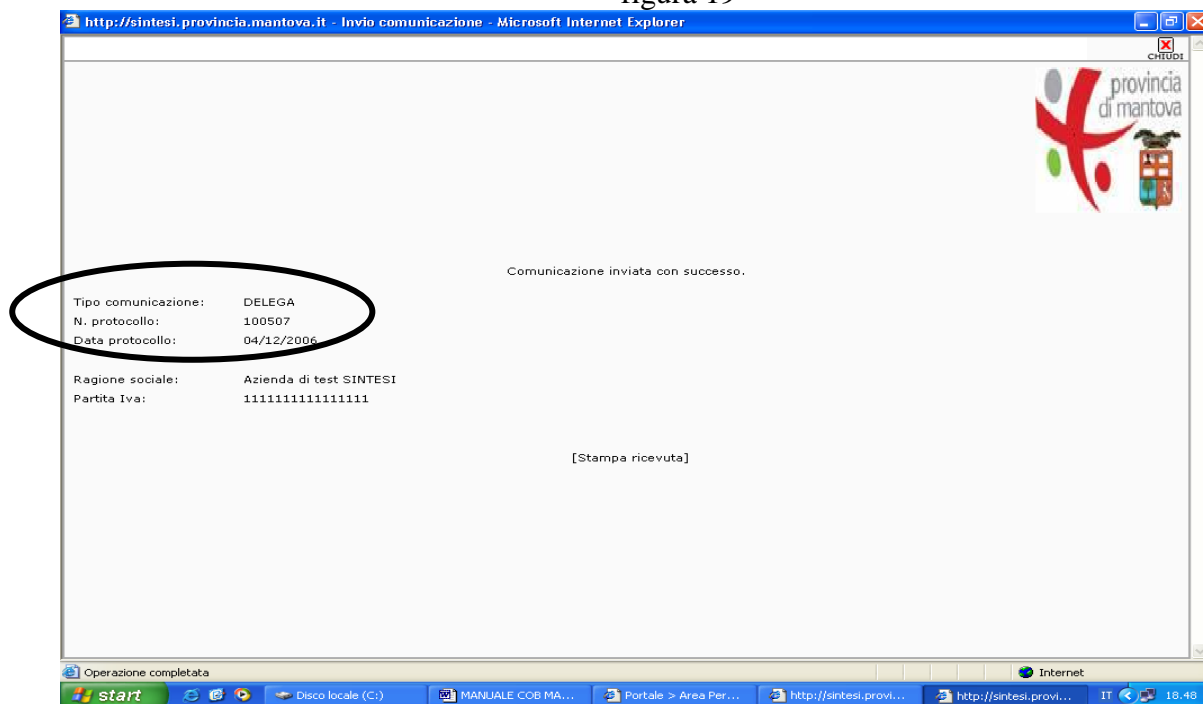 figura 19
http://sintesi.provincia.mantova.it - Invio comunicazione - Microsoft Internet Explorer
CHIUDI
provincia
di mantova
Comunicazione inviata con successo.
Tipo comunicazione: DELEGA
N. protocollo: 100507
Data protocollo: 04/12/2006
Ragione sociale: Azienda di test SINTESI
Partita Iva: 1111111111111111
[Stampa ricevuta]
Operazione completata Internet
start Disco locale (C:) MANUALE COB MA... Portale > Area Per... http://sintesi.provi... http://sintesi.provi... IT 18.48